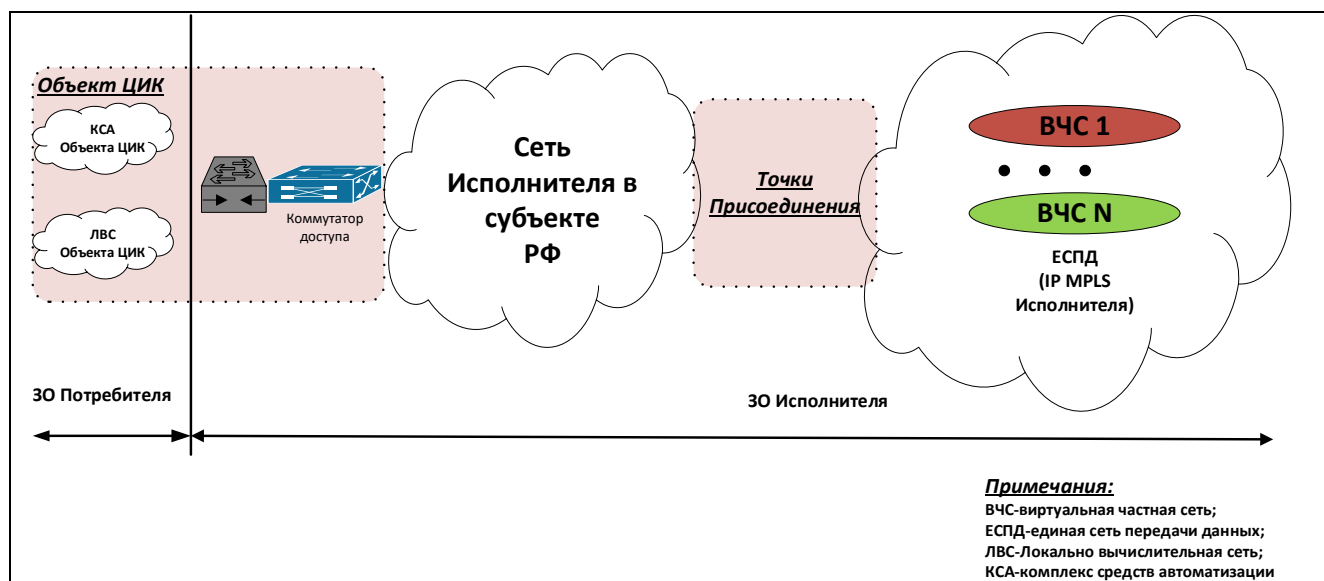 Объект ЦИК
КСА
Объекта ЦИК
ЛВС
Объекта ЦИК
Коммутатор
доступа
Сеть
Исполнителя в
субъекте
РФ
Точки
Присоединения
ВЧС 1
ВЧС N
ЕСПД
(IP MPLS
Исполнителя)
ЗО Потребителя
ЗО Исполнителя
Примечания:
ВЧС-виртуальная частная сеть;
ЕСПД-единая сеть передачи данных;
ЛВС-Локально вычислительная сеть;
КСА-комплекс средств автоматизации